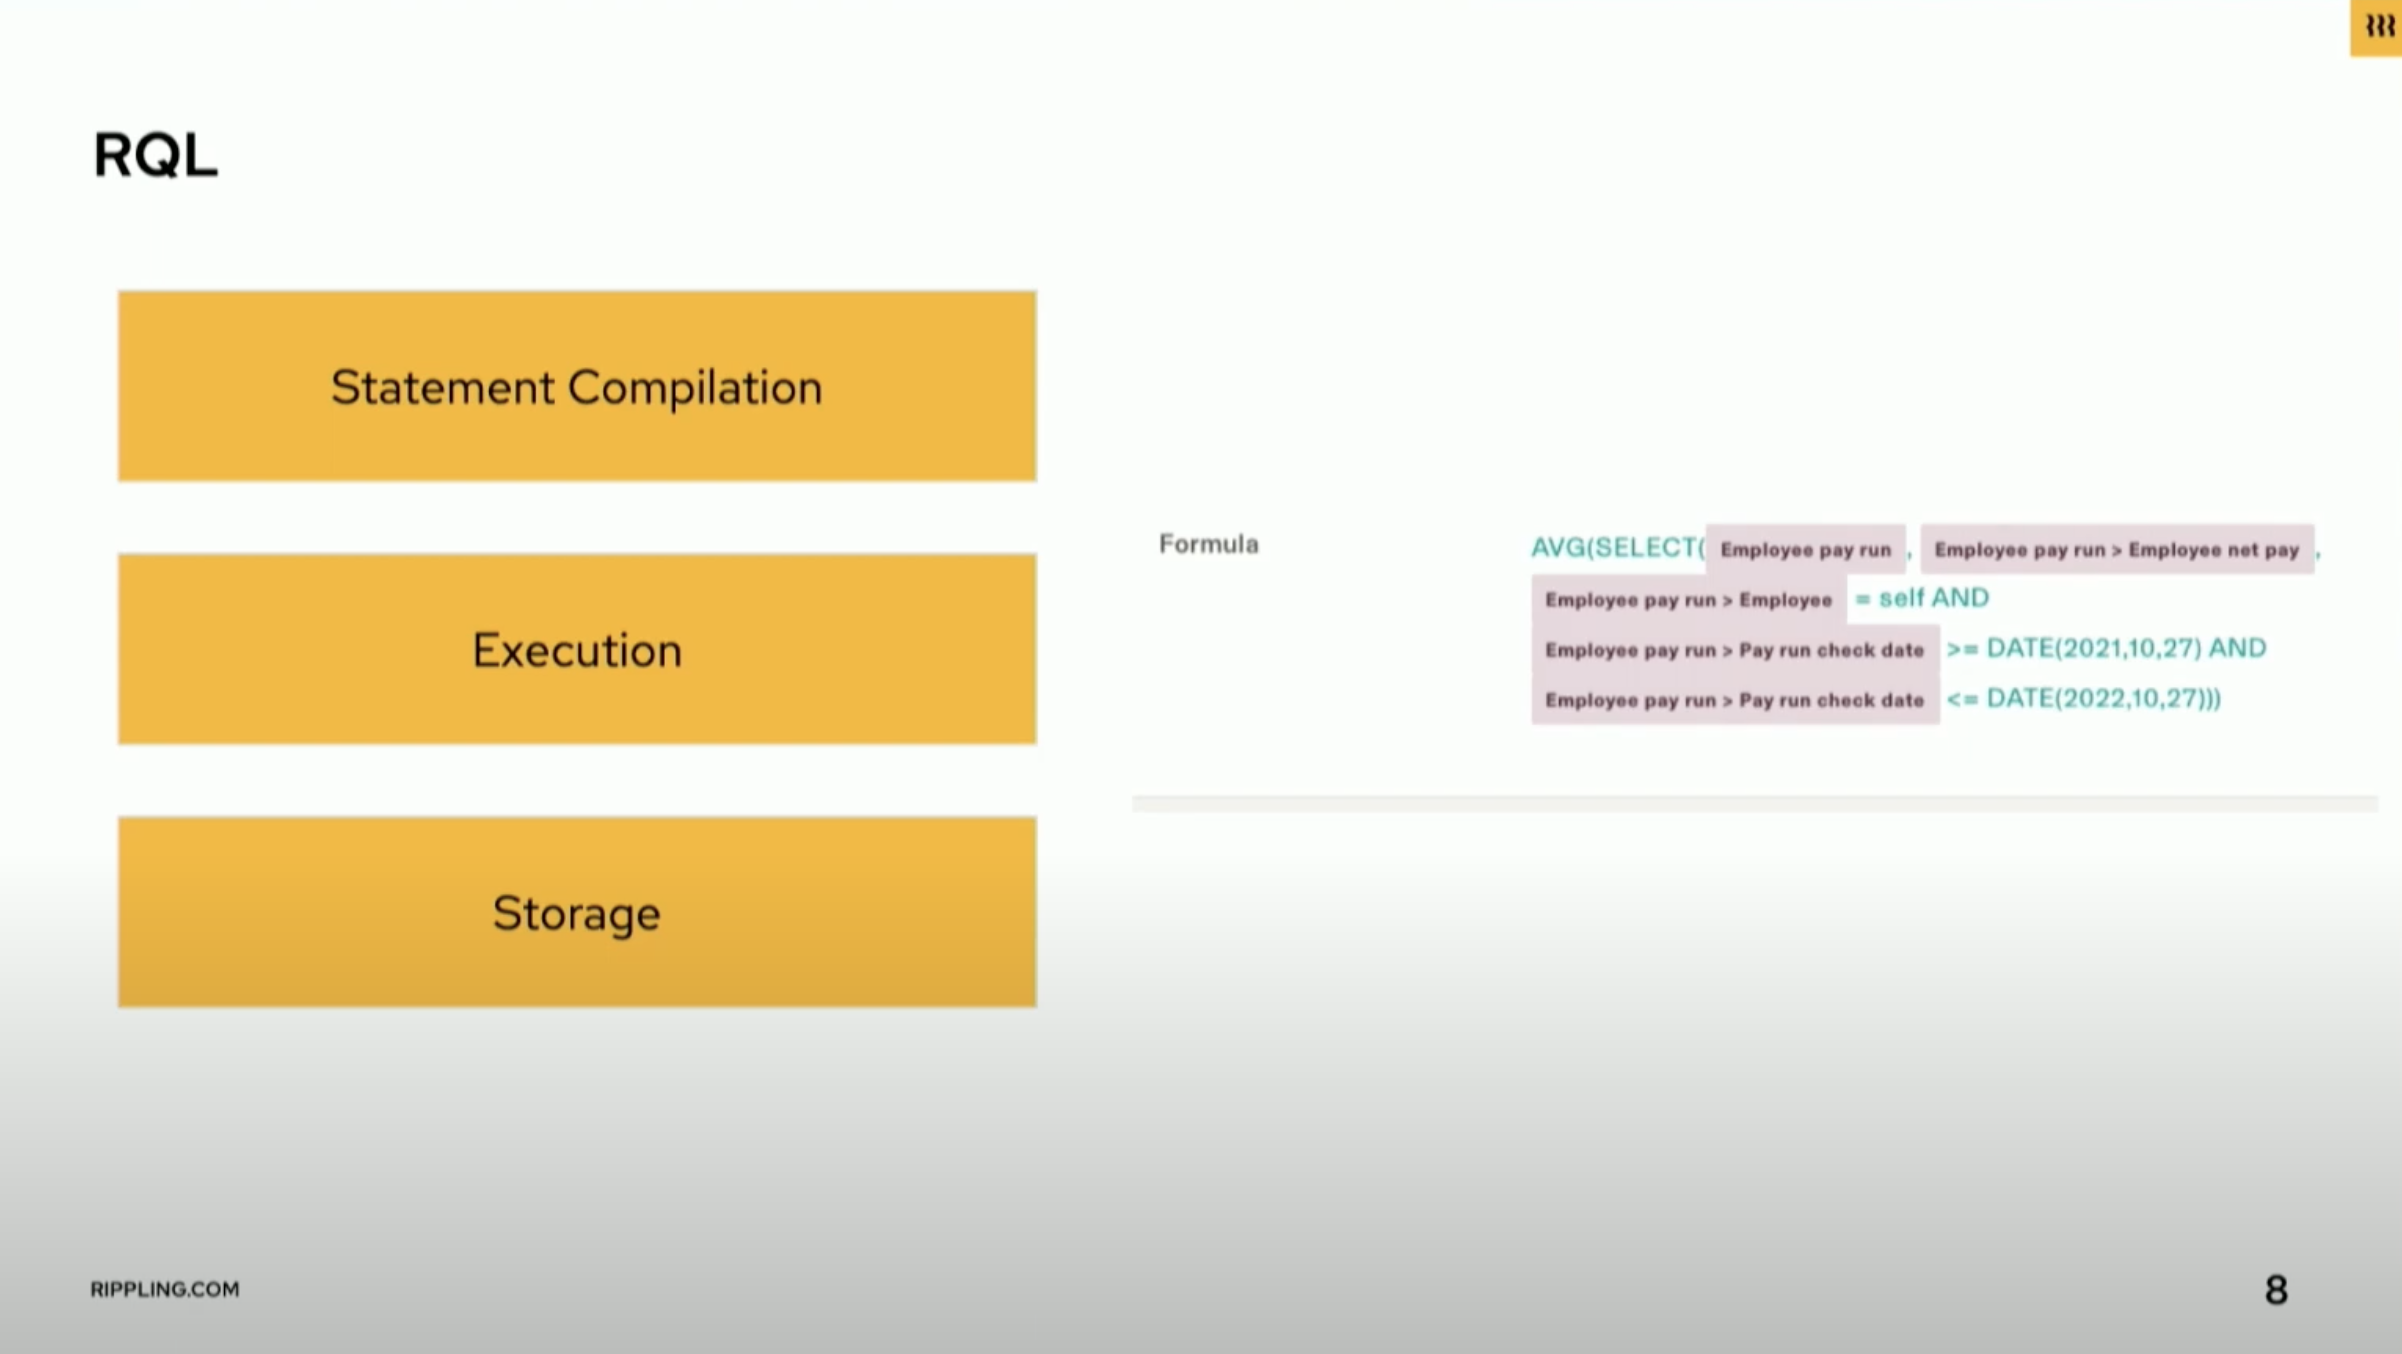 RQL
Statement Compilation
Execution
Storage
Formula
AVG(SELECT( Employee pay run , Employee pay run > Employee net pay ,
Employee pay run > Employee = self AND
Employee pay run > Pay run check date >= DATE(2021,10,27) AND
Employee pay run > Pay run check date <= DATE(2022,10,27)))
RIPPLING.COM
8